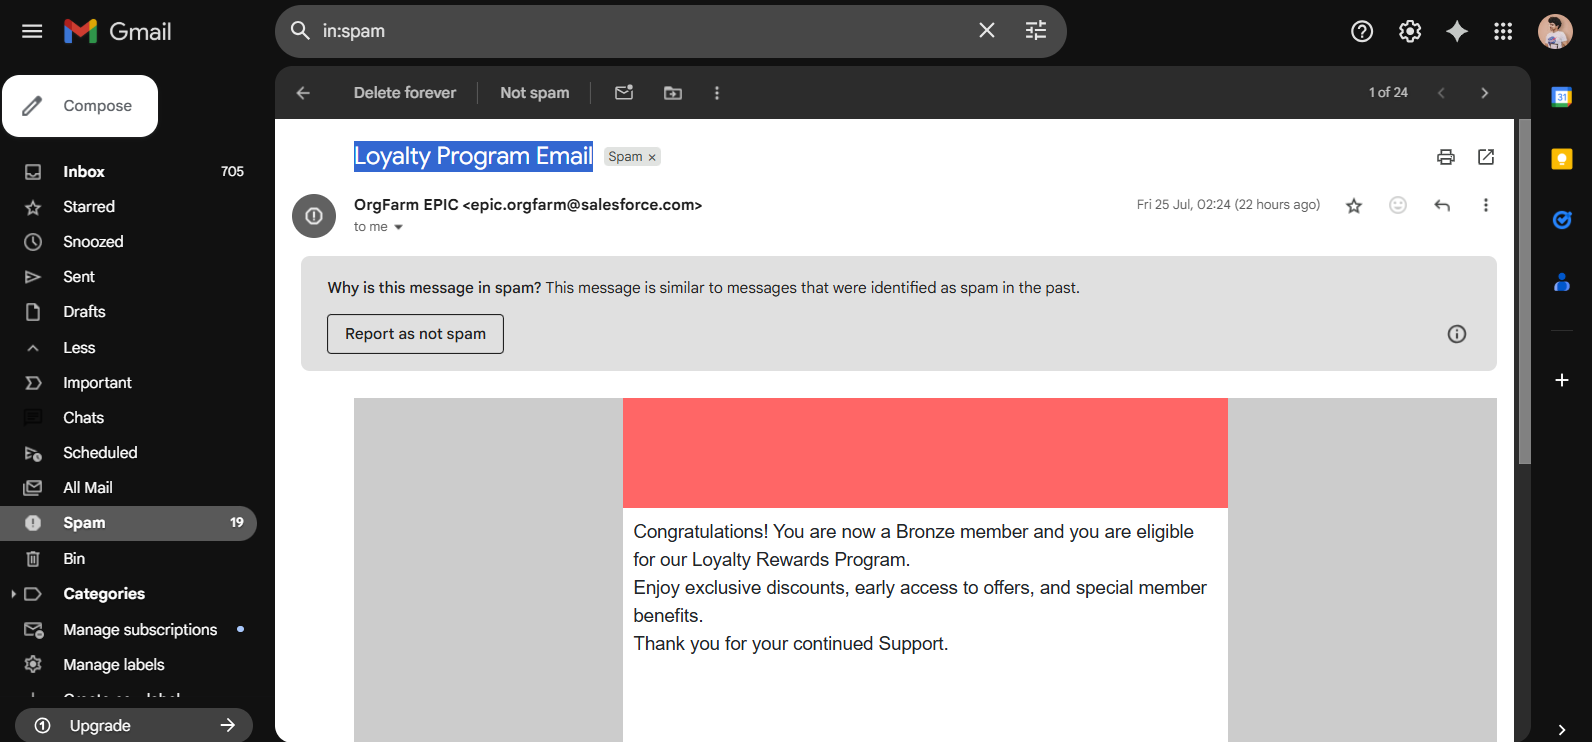 Gmail
in:spam
Compose
Inbox 705
Starred
Snoozed
Sent
Drafts
Less
Important
Chats
Scheduled
All Mail
Spam 19
Bin
Categories
Manage subscriptions
Manage labels
Upgrade
Delete forever
Not spam
1 of 24
Loyalty Program Email
Spam ×
OrgFarm EPIC <epic.orgfarm@salesforce.com>
Fri 25 Jul, 02:24 (22 hours ago)
to me
Why is this message in spam? This message is similar to messages that were identified as spam in the past.
Report as not spam
Congratulations! You are now a Bronze member and you are eligible
for our Loyalty Rewards Program.
Enjoy exclusive discounts, early access to offers, and special member
benefits.
Thank you for your continued Support.
31